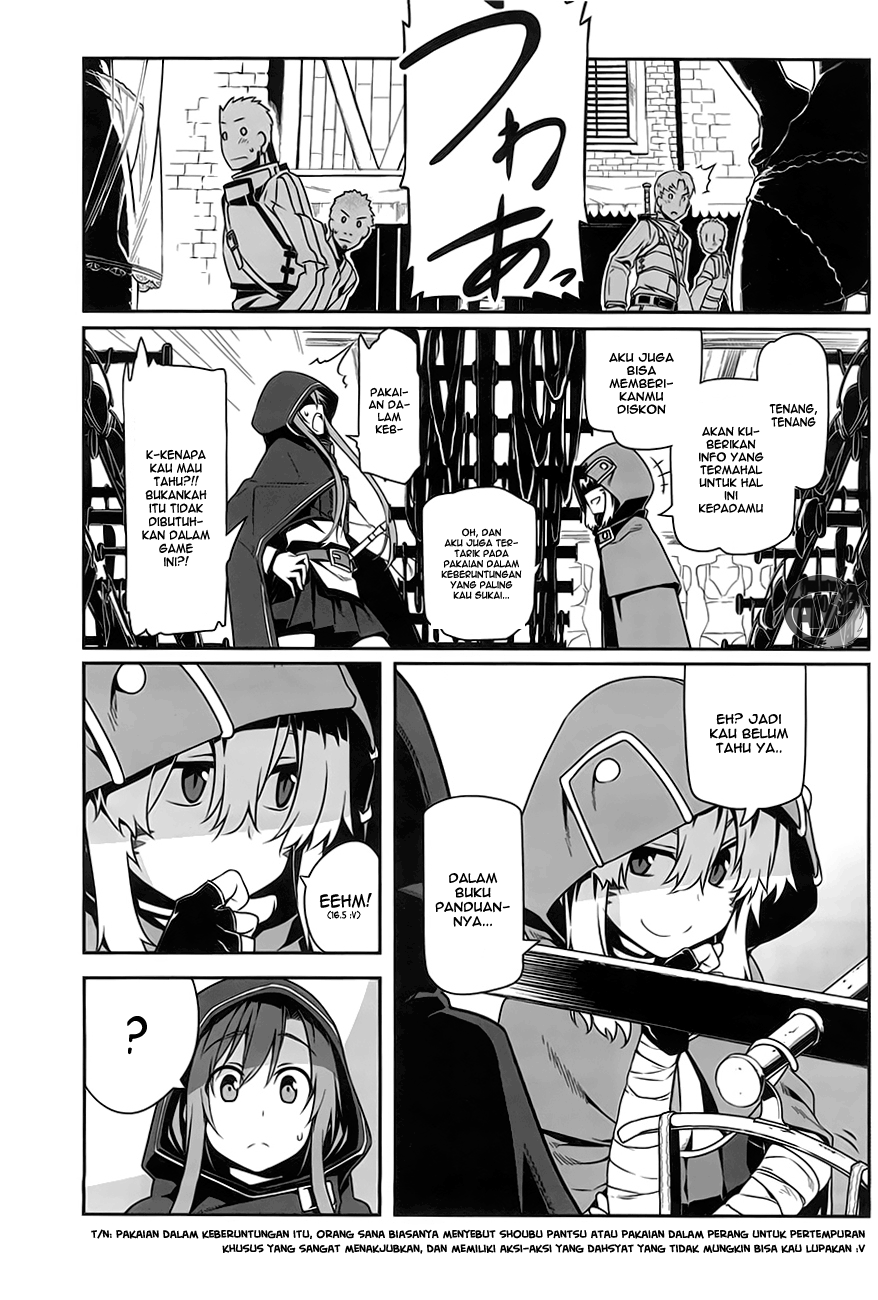 つわあっ
TENANG,
TENANG
AKU JUGA
BISA
MEMBERI-
KANMU
DISKON
AKAN KU-
BERIKAN
INFO YANG
TERMAHAL
UNTUK HAL
INI
KEPADAMU
OH, DAN
AKU JUGA TER-
TARIK PADA
PAKAIAN DALAM
KEBERUNTUNGAN
YANG PALING
KAU SUKAI...
PAKAI-
AN DA-
LAM
KEB-
K-KENAPA
KAU MAU
TAHU?!!
BUKANKAH
ITU TIDAK
DIBUTUH-
KAN DALAM
GAME
INI?!
EH? JADI
KAU BELUM
TAHU YA..
DALAM
BUKU
PANDUAN-
NYA...
EEHM!
(16.5 :V)
?
T/N: PAKAIAN DALAM KEBERUNTUNGAN ITU, ORANG SANA BIASANYA MENYEBUT SHOUBU PANTSU ATAU PAKAIAN DALAM PERANG UNTUK PERTEMPURAN
KHUSUS YANG SANGAT MENAKJUBKAN, DAN MEMILIKI AKSI-AKSI YANG DAHSYAT YANG TIDAK MUNGKIN BISA KAU LUPAKAN :V